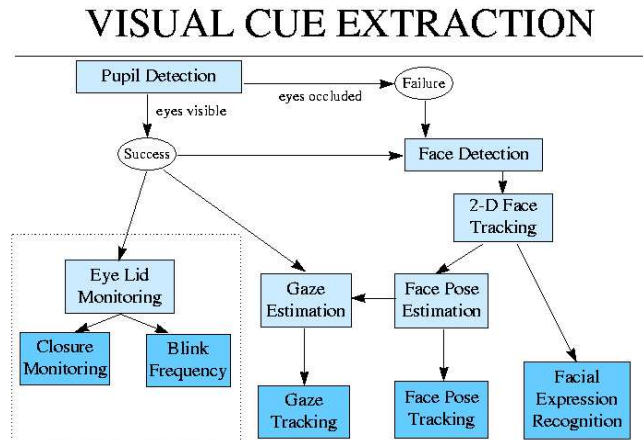 VISUAL CUE EXTRACTION
Pupil Detection
Failure
eyes visible
eyes occluded
Success
Face Detection
2-D Face
Tracking
Eye Lid
Monitoring
Gaze
Estimation
Face Pose
Estimation
Closure
Monitoring
Blink
Frequency
Gaze
Tracking
Face Pose
Tracking
Facial
Expression
Recognition